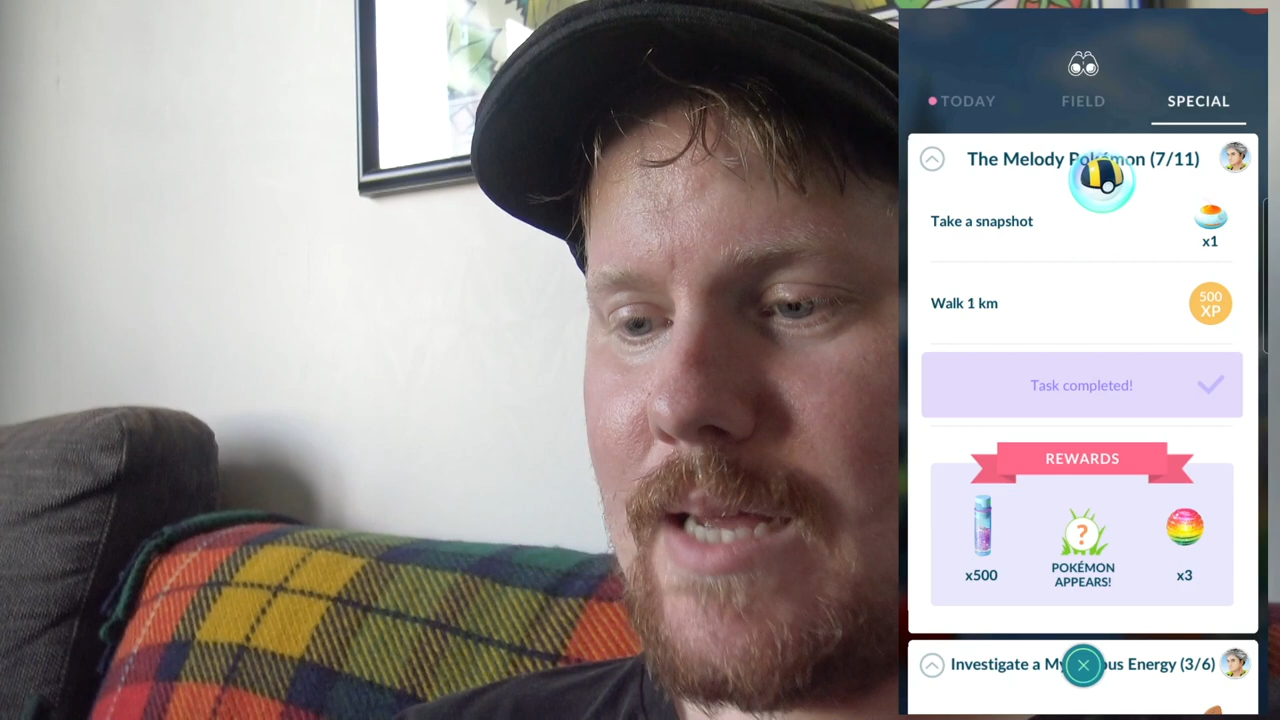 TODAY
FIELD
SPECIAL
The Melody Pokémon (7/11)
Take a snapshot
x1
Walk 1 km
500
XP
Task completed!
REWARDS
x500
POKÉMON
APPEARS!
?
x3
Investigate a My ous Energy (3/6)